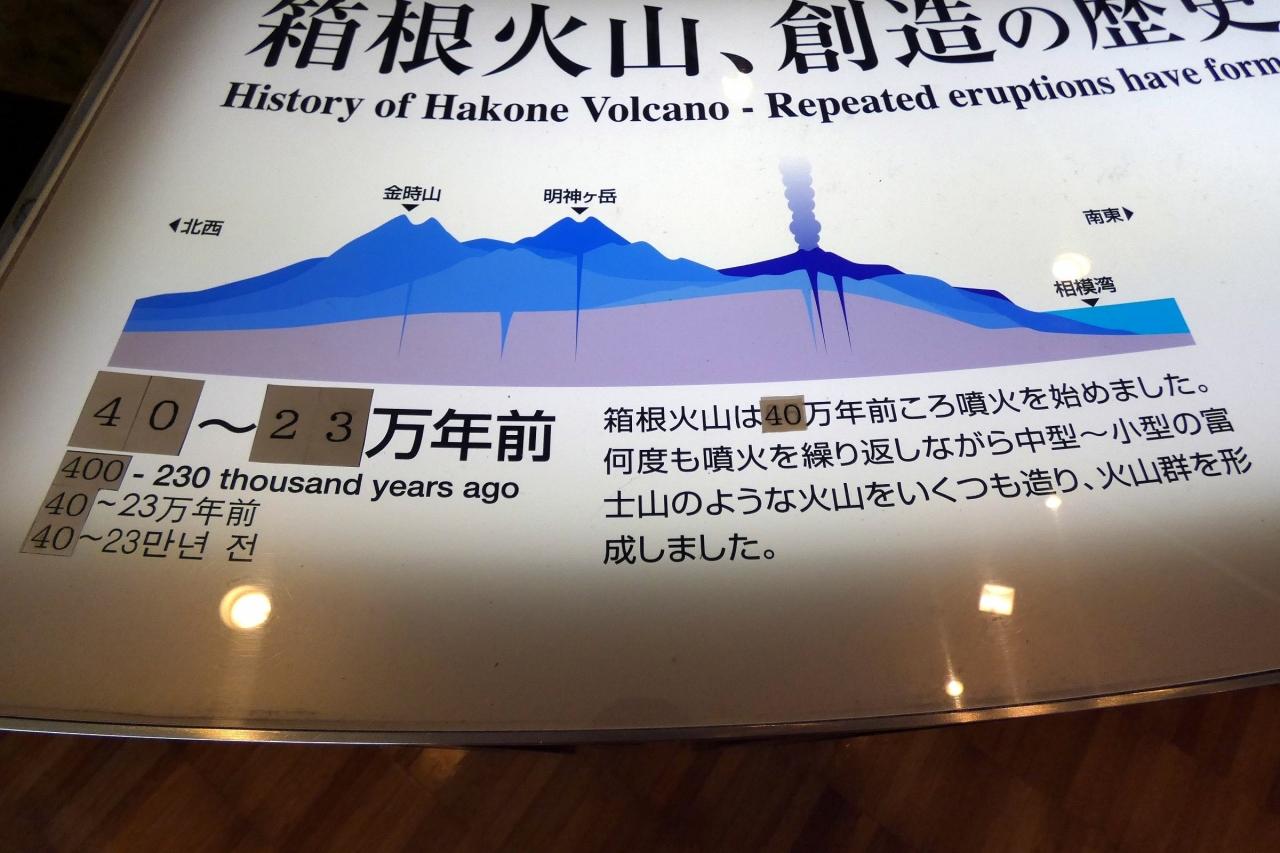 箱根火山、創造の歴史
History of Hakone Volcano - Repeated eruptions have form
金時山
明神ヶ岳
◀北西
南東▶
相模湾
40〜23万年前
400 - 230 thousand years ago
40~23万年前
40~23만년 전
箱根火山は40万年前ころ噴火を始めました。
何度も噴火を繰り返しながら中型〜小型の富
士山のような火山をいくつも造り、火山群を形
成しました。